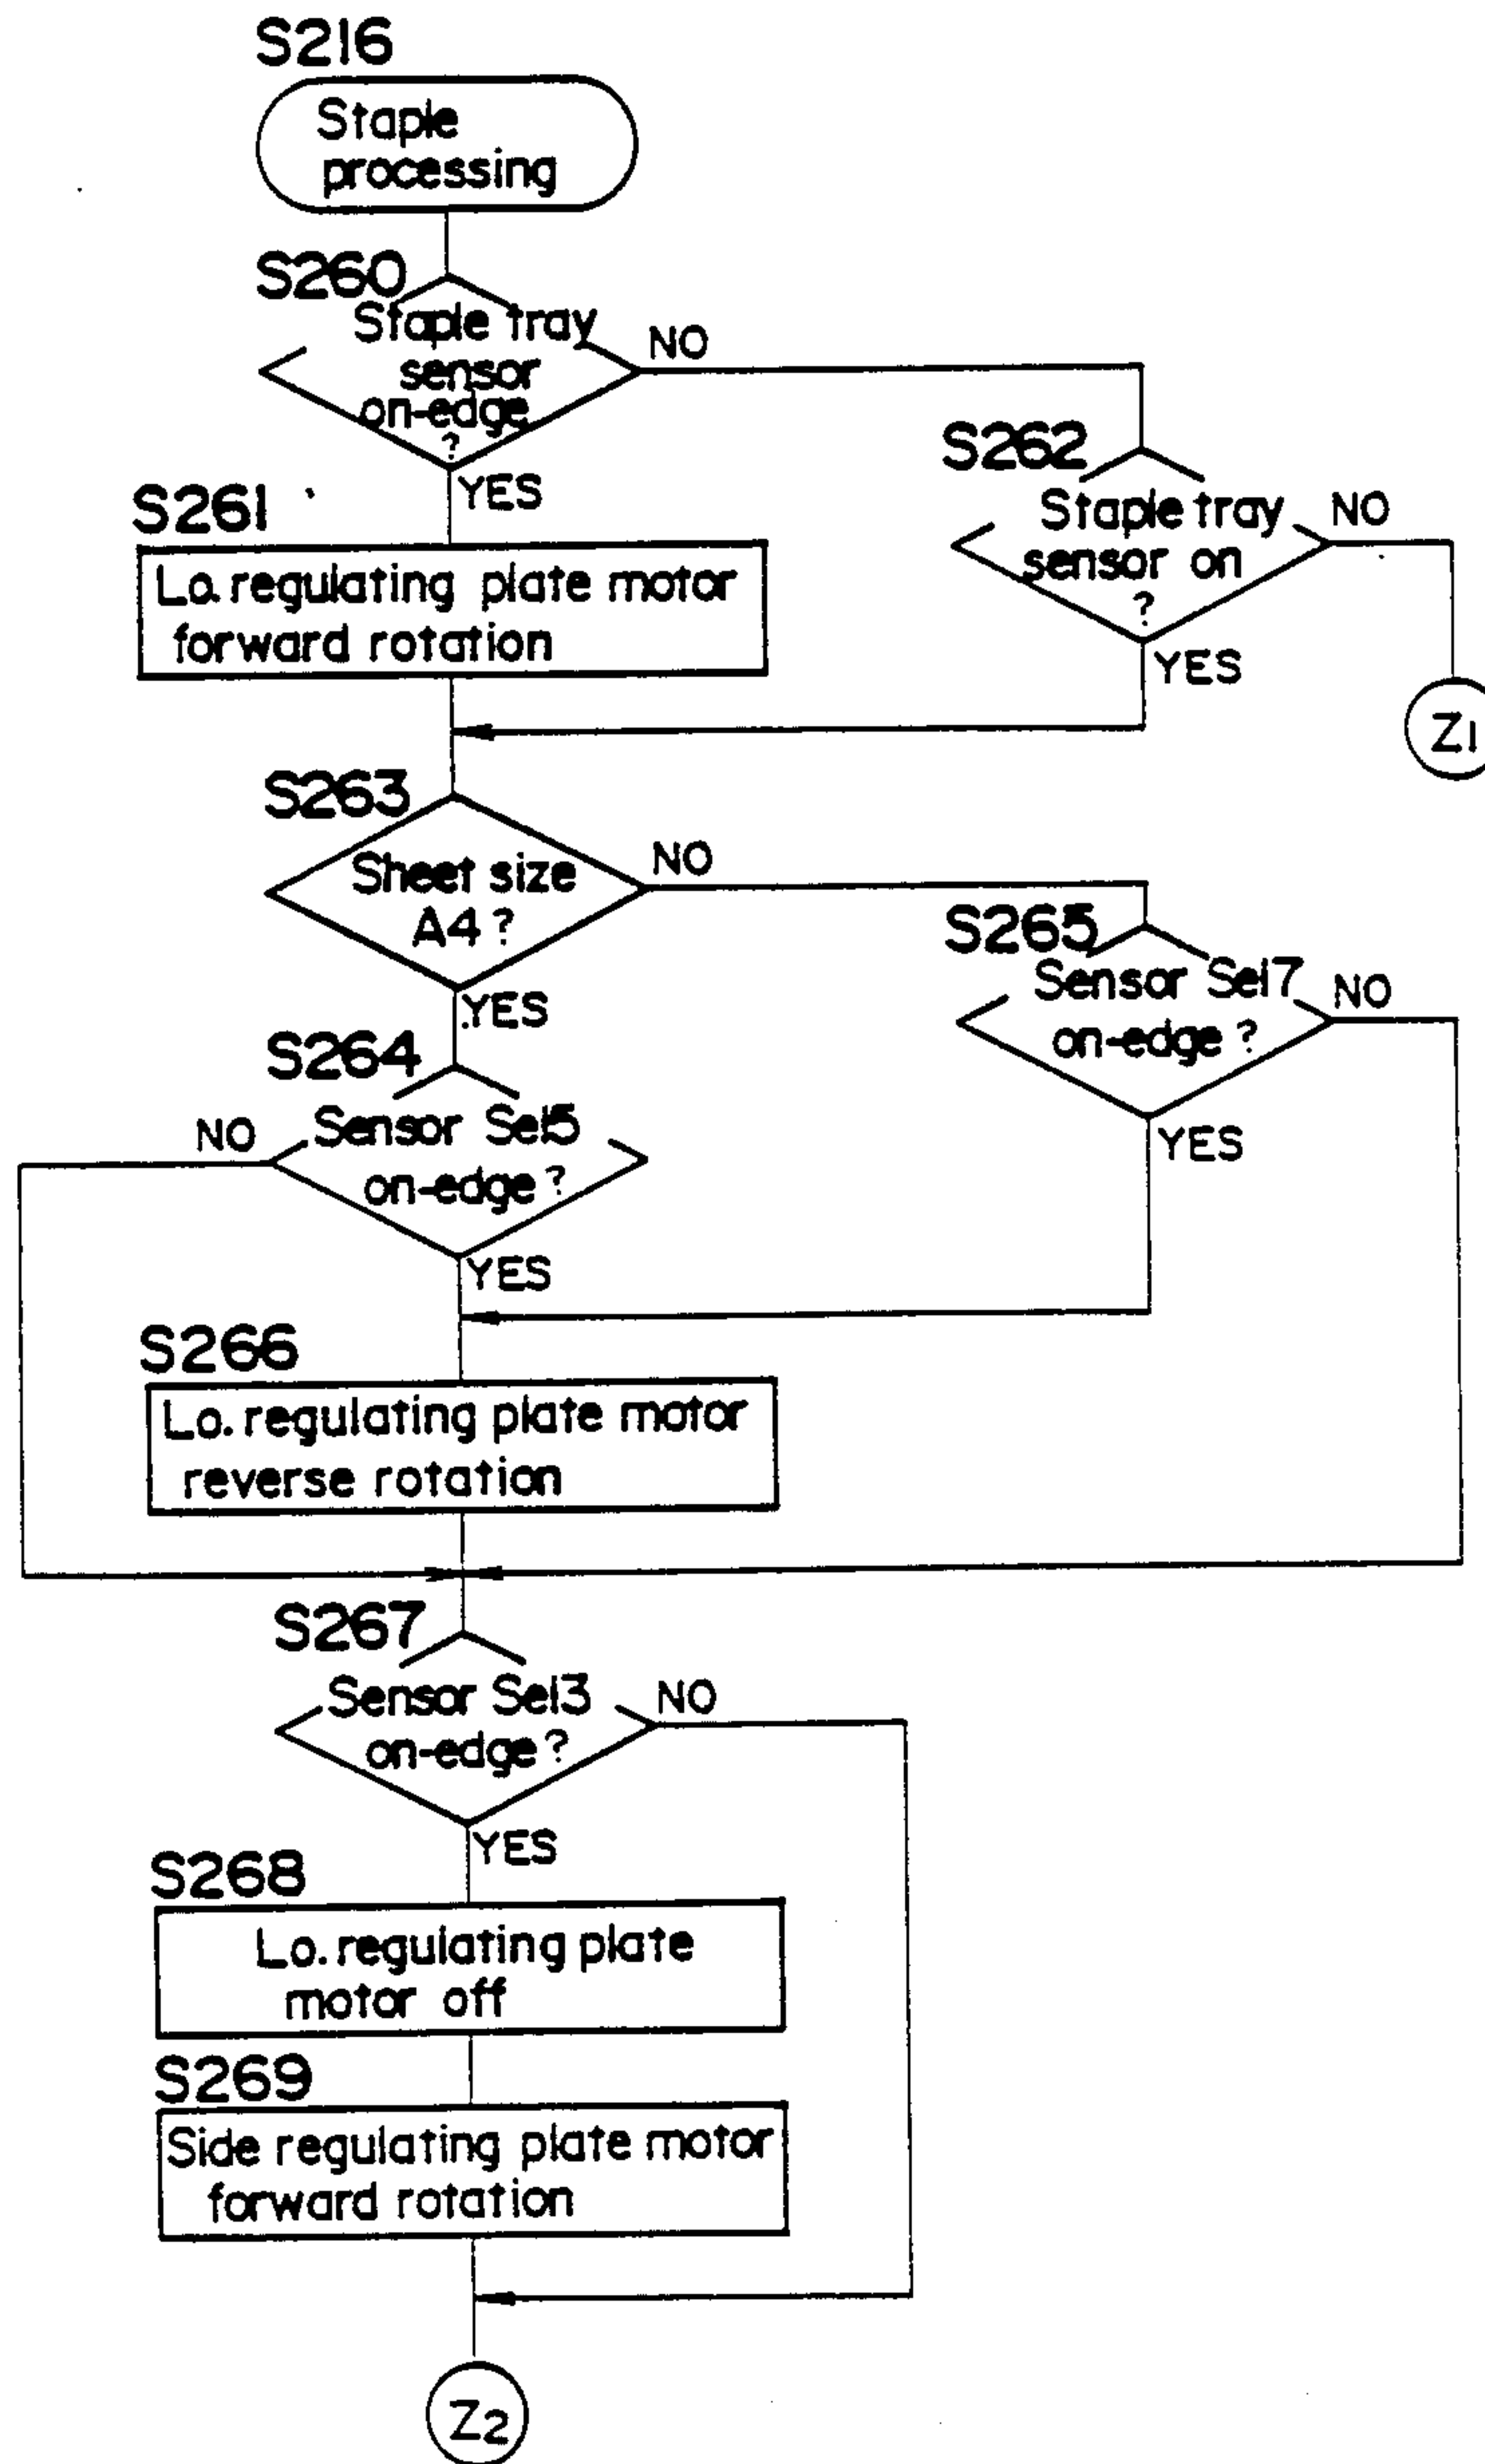 S216
Staple
processing
S260
Staple tray
sensor
on-edge
?
NO
YES
S261
Lo. regulating plate motor
forward rotation
S262
Staple tray
sensor on
?
NO
YES
Z1
S263
Sheet size
A4?
NO
YES
S264
Sensor Se15
on-edge?
NO
YES
S265
Sensor Se17
on-edge?
NO
YES
S266
Lo. regulating plate motor
reverse rotation
S267
Sensor Se13
on-edge?
NO
YES
S268
Lo. regulating plate
motor off
S269
Side regulating plate motor
forward rotation
Z2